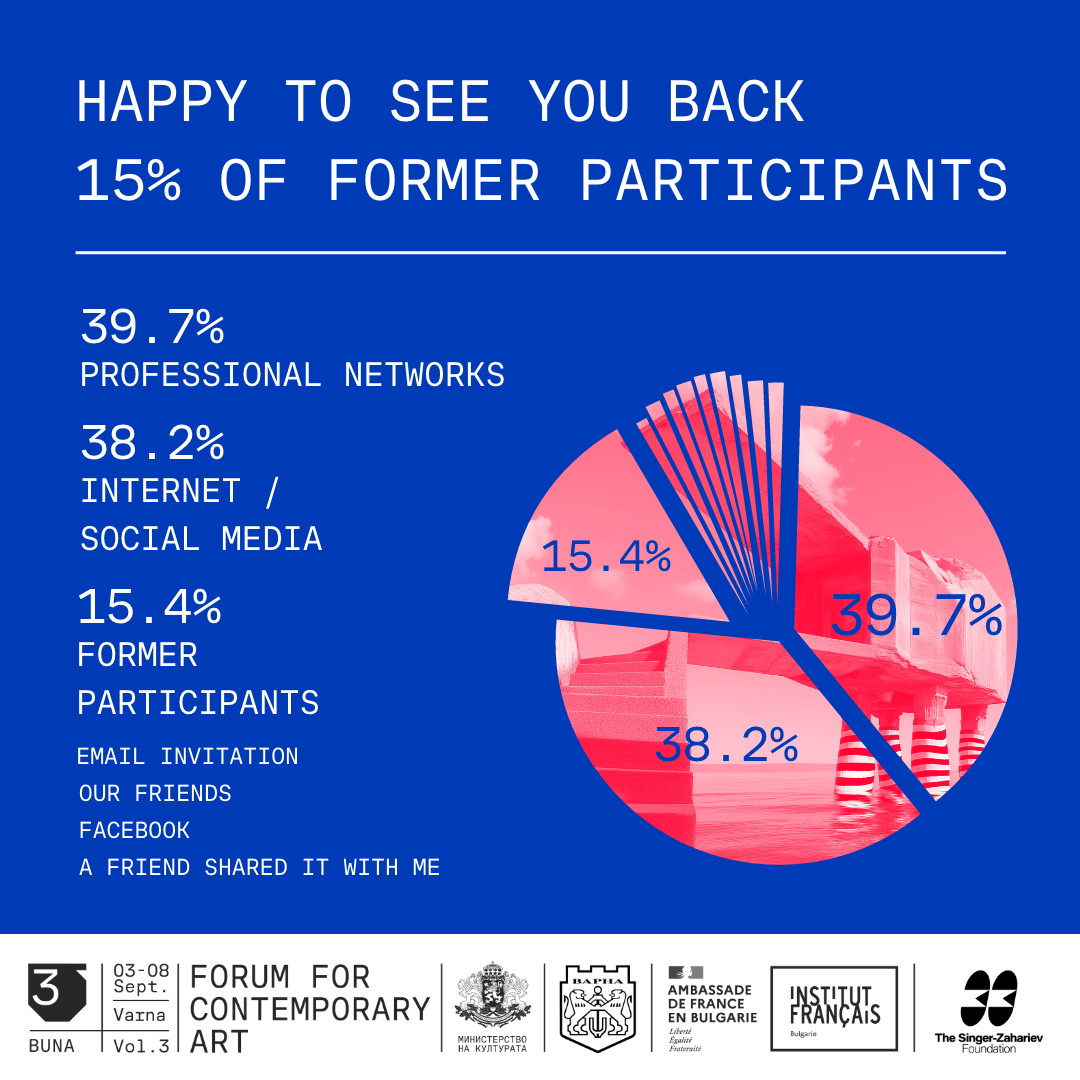 HAPPY TO SEE YOU BACK
15% OF FORMER PARTICIPANTS
39.7%
PROFESSIONAL NETWORKS
38.2%
INTERNET /
SOCIAL MEDIA
15.4%
FORMER
PARTICIPANTS
EMAIL INVITATION
OUR FRIENDS
FACEBOOK
A FRIEND SHARED IT WITH ME
15.4%
39.7%
38.2%
3
BUNA
03-08
Sept.
Varna
Vol.3
FORUM FOR
CONTEMPORARY
ART
МИНИСТЕРСТВО
НА КУЛТУРАТА
ВАРНА
AMBASSADE
DE FRANCE
EN BULGARIE
Liberté
Égalité
Fraternité
INSTITUT
FRANÇAIS
Bulgarie
The Singer-Zahariev
Foundation